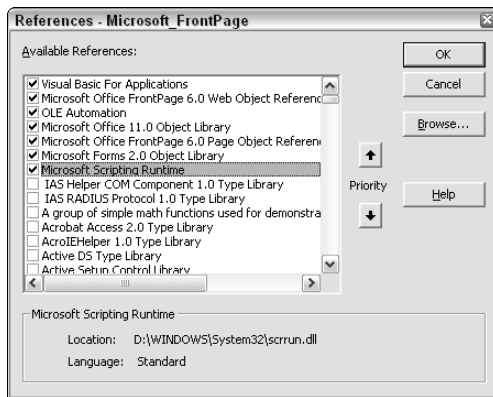 References - Microsoft_FrontPage
Available References:
Visual Basic For Applications
Microsoft Office FrontPage 6.0 Web Object Referenc
OLE Automation
Microsoft Office 11.0 Object Library
Microsoft Office FrontPage 6.0 Page Object Referen
Microsoft Forms 2.0 Object Library
Microsoft Scripting Runtime
IAS Helper COM Component 1.0 Type Library
IAS RADIUS Protocol 1.0 Type Library
A group of simple math functions used for demonstra
Acrobat Access 2.0 Type Library
AcroIEHelper 1.0 Type Library
Active DS Type Library
Active Setup Control Library
OK
Cancel
Browse...
Priority
Help
Microsoft Scripting Runtime
Location: D:\WINDOWS\System32\scrrun.dll
Language: Standard